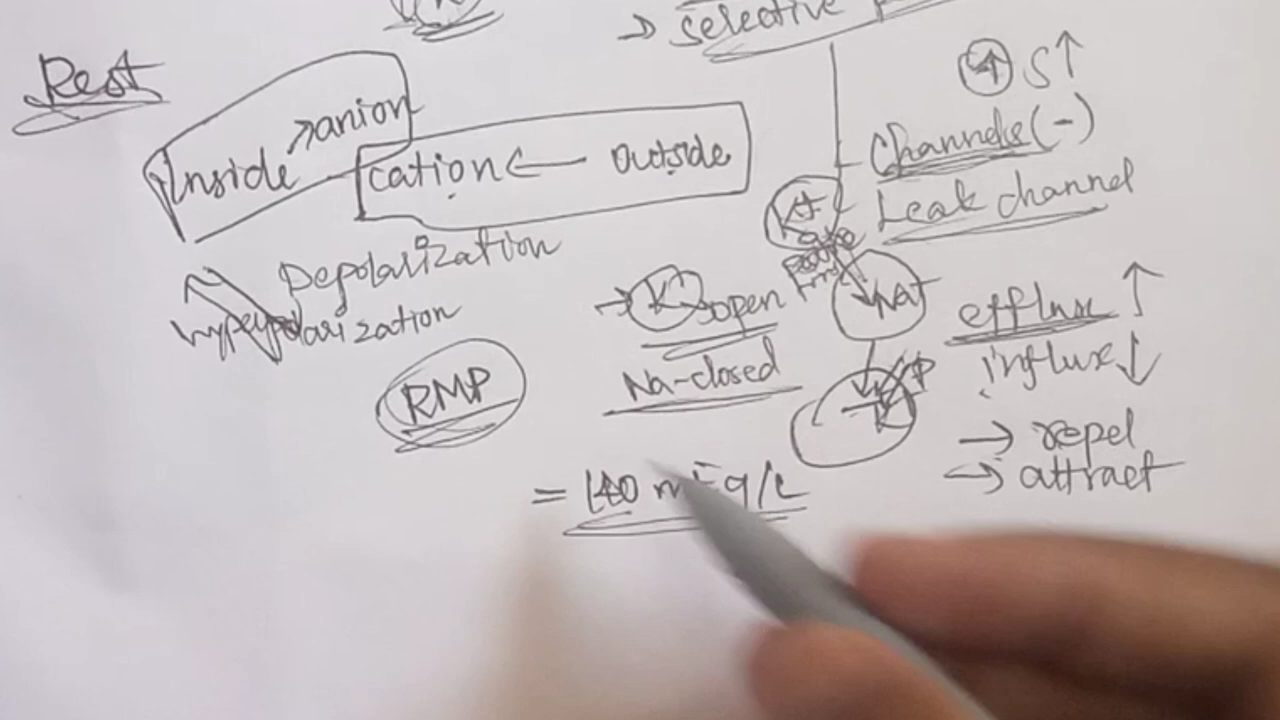 → selective
Rest
S↑
↗anion
Inside
cation ← outside
Channels (-)
Leak channel
K+
Depolarization
hyperpolarization
→ K open
Na+
efflux ↑
Na-closed
influx ↓
RMP
→ repel
→ attract
= 140 mEq/L